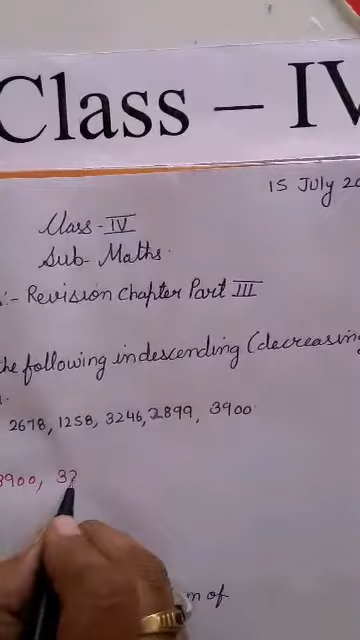 Class – IV
15 July 20
Class - IV
Sub - Maths.
:- Revision Chapter Part III
the following in descending (decreasing
2678, 1258, 3246, 2899, 3900
3900, 32
m of